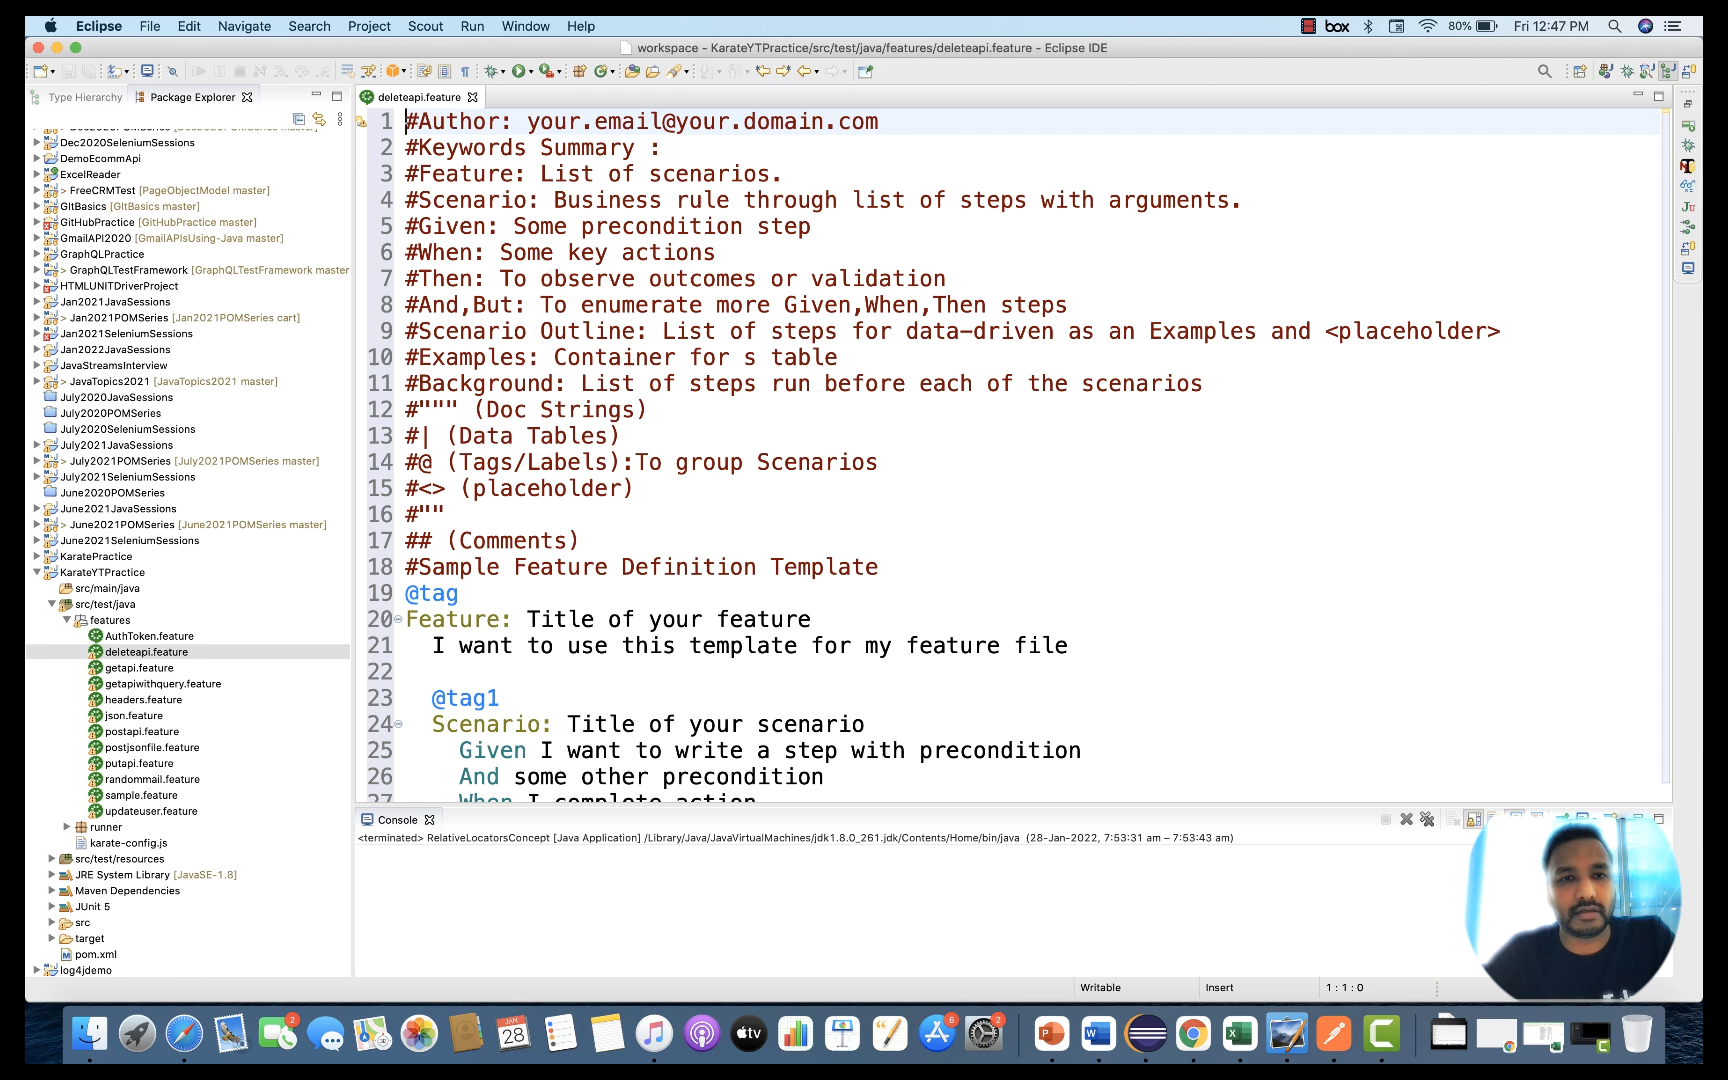 Eclipse File Edit Navigate Search Project Scout Run Window Help
box 80% Fri 12:47 PM
workspace - KarateYTPractice/src/test/java/features/deleteapi.feature - Eclipse IDE
Type Hierarchy Package Explorer
Dec2020SeleniumSessions
DemoEcommApi
ExcelReader
> FreeCRMTest [PageObjectModel master]
GItBasics [GItBasics master]
GitHubPractice [GitHubPractice master]
GmailAPI2020 [GmailAPIsUsing-Java master]
GraphQLPractice
> GraphQLTestFramework [GraphQLTestFramework master
HTMLUNITDriverProject
Jan2021JavaSessions
> Jan2021POMSeries [Jan2021POMSeries cart]
Jan2021SeleniumSessions
Jan2022JavaSessions
JavaStreamsInterview
> JavaTopics2021 [JavaTopics2021 master]
July2020JavaSessions
July2020POMSeries
July2020SeleniumSessions
July2021JavaSessions
> July2021POMSeries [July2021POMSeries master]
July2021SeleniumSessions
June2020POMSeries
June2021JavaSessions
> June2021POMSeries [June2021POMSeries master]
June2021SeleniumSessions
KaratePractice
KarateYTPractice
src/main/java
src/test/java
features
AuthToken.feature
deleteapi.feature
getapi.feature
getapiwithquery.feature
headers.feature
json.feature
postapi.feature
postjsonfile.feature
putapi.feature
randommail.feature
sample.feature
updateuser.feature
runner
karate-config.js
src/test/resources
JRE System Library [JavaSE-1.8]
Maven Dependencies
JUnit 5
src
target
pom.xml
log4jdemo
deleteapi.feature
1 #Author: your.email@your.domain.com
2 #Keywords Summary :
3 #Feature: List of scenarios.
4 #Scenario: Business rule through list of steps with arguments.
5 #Given: Some precondition step
6 #When: Some key actions
7 #Then: To observe outcomes or validation
8 #And,But: To enumerate more Given,When,Then steps
9 #Scenario Outline: List of steps for data-driven as an Examples and <placeholder>
10 #Examples: Container for s table
11 #Background: List of steps run before each of the scenarios
12 #""" (Doc Strings)
13 #| (Data Tables)
14 #@ (Tags/Labels):To group Scenarios
15 #<> (placeholder)
16 #""
17 ## (Comments)
18 #Sample Feature Definition Template
19 @tag
20 Feature: Title of your feature
21 I want to use this template for my feature file
22
23 @tag1
24 Scenario: Title of your scenario
25 Given I want to write a step with precondition
26 And some other precondition
27 When I complete action
Console
<terminated> RelativeLocatorsConcept [Java Application] /Library/Java/JavaVirtualMachines/jdk1.8.0_261.jdk/Contents/Home/bin/java (28-Jan-2022, 7:53:31 am – 7:53:43 am)
Writable Insert 1 : 1 : 0
2 JAN 28 tv 6 2